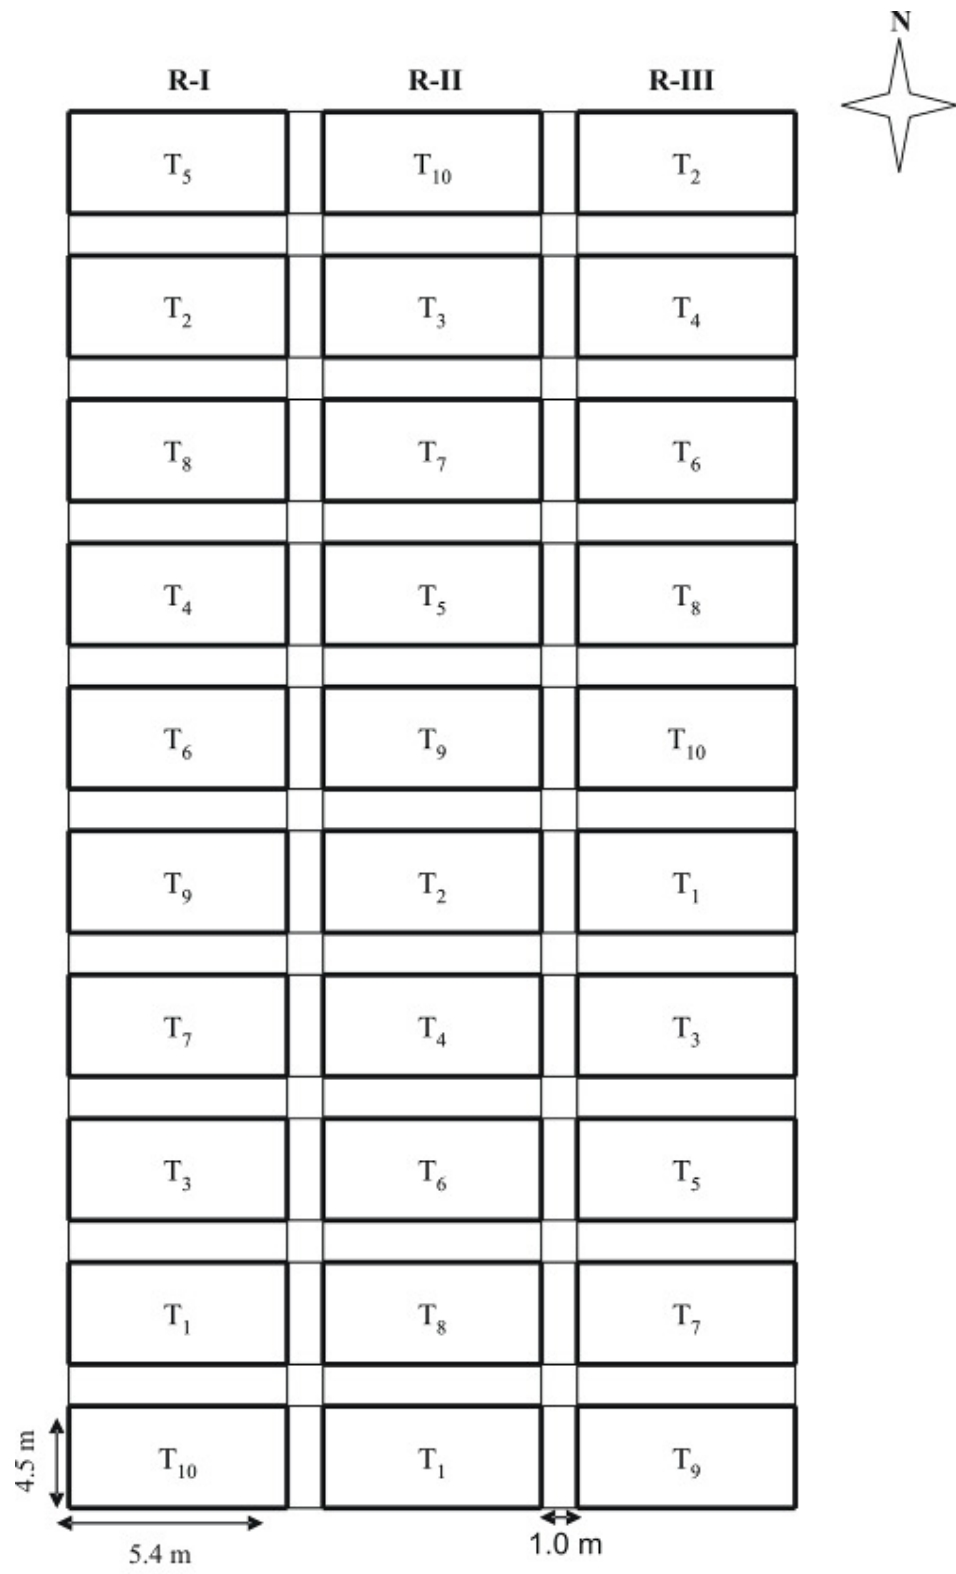 N
R-I R-II R-III
T5 T10 T2
T2 T3 T4
T8 T7 T6
T4 T5 T8
T6 T9 T10
T9 T2 T1
T7 T4 T3
T3 T6 T5
T1 T8 T7
T10 T1 T9
4.5 m
5.4 m
1.0 m